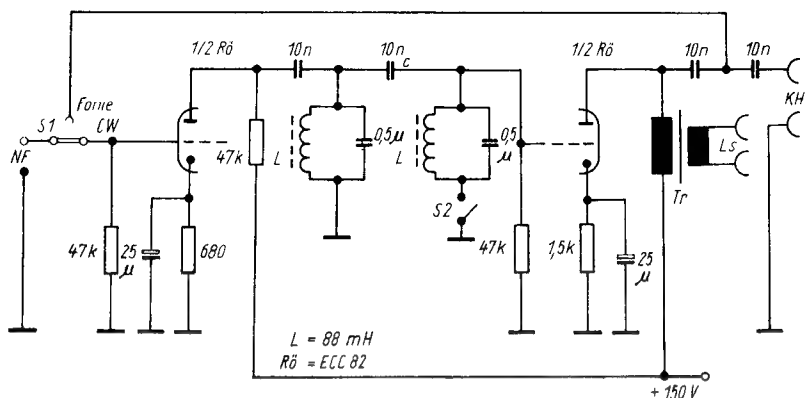 1/2 Rö
10n
10n
c
1/2 Rö
10n
10n
Fonie
S1
CW
NF
KH
47k
L
0,5µ
L
0,5
µ
Ls
Tr
S2
47k
25
µ
680
47k
1,5k
25
µ
L = 88 mH
Rö = ECC 82
+ 150 V